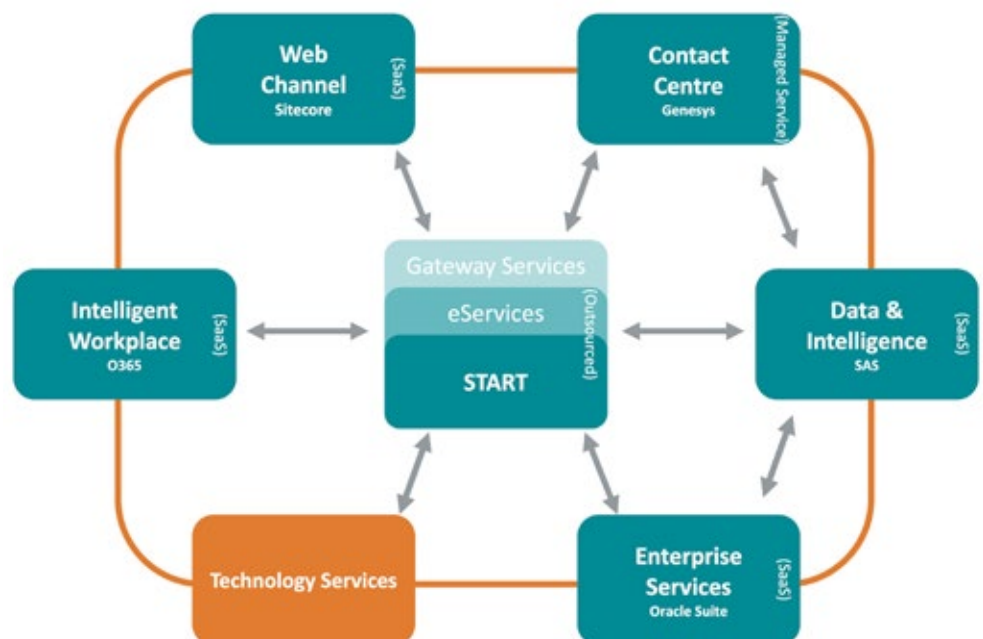 Web
Channel
Sitecore
(SaaS)
Contact
Centre
Genesys
(Managed Service)
Gateway Services
eServices
(Outsourced)
START
Intelligent
Workplace
O365
(SaaS)
Data &
Intelligence
SAS
(SaaS)
Technology Services
Enterprise
Services
Oracle Suite
(SaaS)